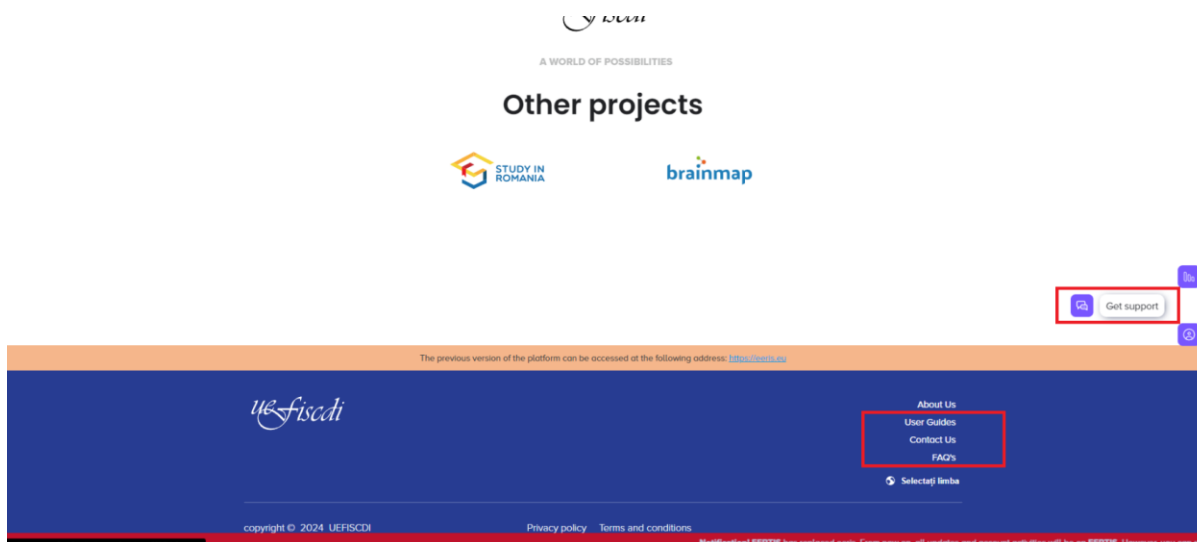 A WORLD OF POSSIBILITIES
Other projects
STUDY IN
ROMANIA
brainmap
Get support
The previous version of the platform can be accessed at the following address: https://eeris.eu
uefiscdi
About Us
User Guides
Contact Us
FAQ's
Selectați limba
copyright © 2024 UEFISCDI
Privacy policy
Terms and conditions